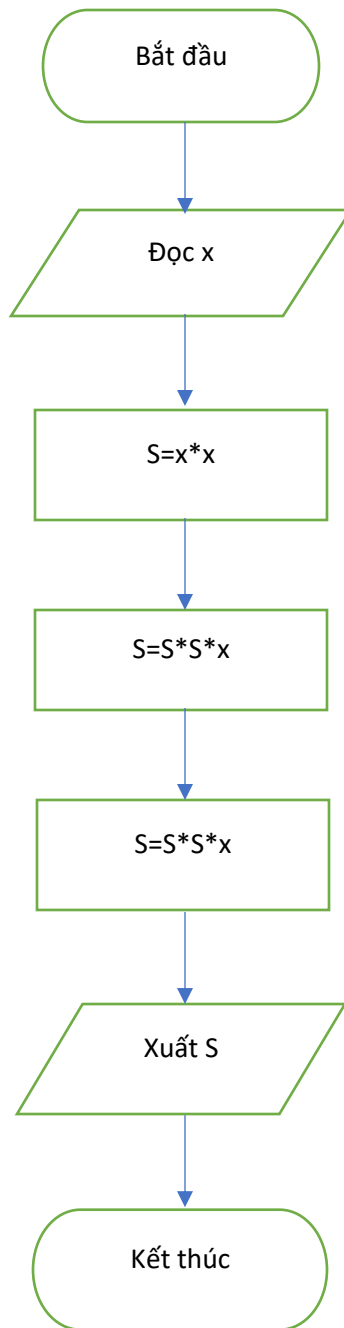 Bắt đầu
Đọc x
S=x*x
S=S*S*x
S=S*S*x
Xuất S
Kết thúc